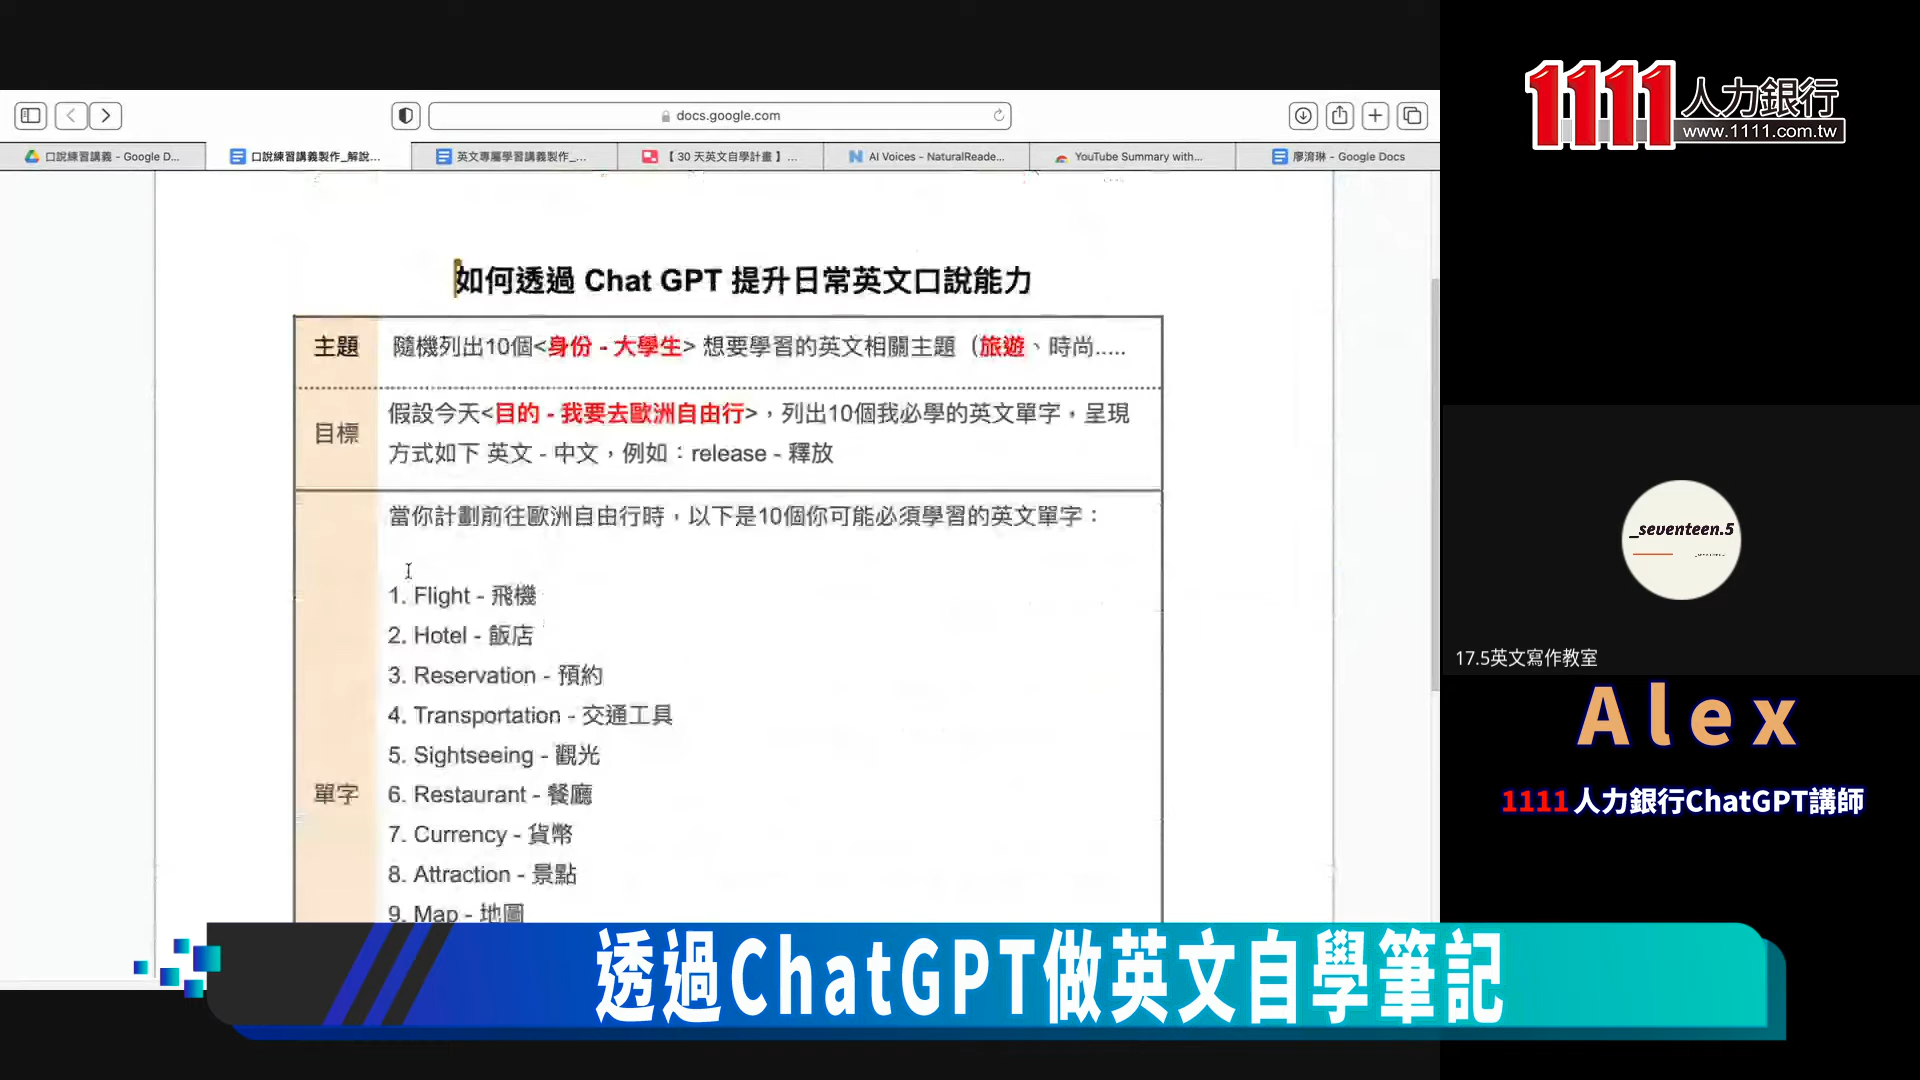 docs.google.com
口說練習講義 - Google D...
口說練習講義製作_解說...
英文專屬學習講義製作_...
【 30 天英文自學計畫 】...
AI Voices - NaturalReade...
YouTube Summary with...
廖淯琳 - Google Docs
如何透過 Chat GPT 提升日常英文口說能力
主題
隨機列出10個<身份 - 大學生> 想要學習的英文相關主題（旅遊、時尚.....
目標
假設今天<目的 - 我要去歐洲自由行>，列出10個我必學的英文單字，呈現
方式如下 英文 - 中文，例如：release - 釋放
單字
當你計劃前往歐洲自由行時，以下是10個你可能必須學習的英文單字：
1. Flight - 飛機
2. Hotel - 飯店
3. Reservation - 預約
4. Transportation - 交通工具
5. Sightseeing - 觀光
6. Restaurant - 餐廳
7. Currency - 貨幣
8. Attraction - 景點
9. Map - 地圖
1111人力銀行
www.1111.com.tw
_seventeen.5
17.5英文寫作教室
Alex
1111人力銀行ChatGPT講師
透過ChatGPT做英文自學筆記